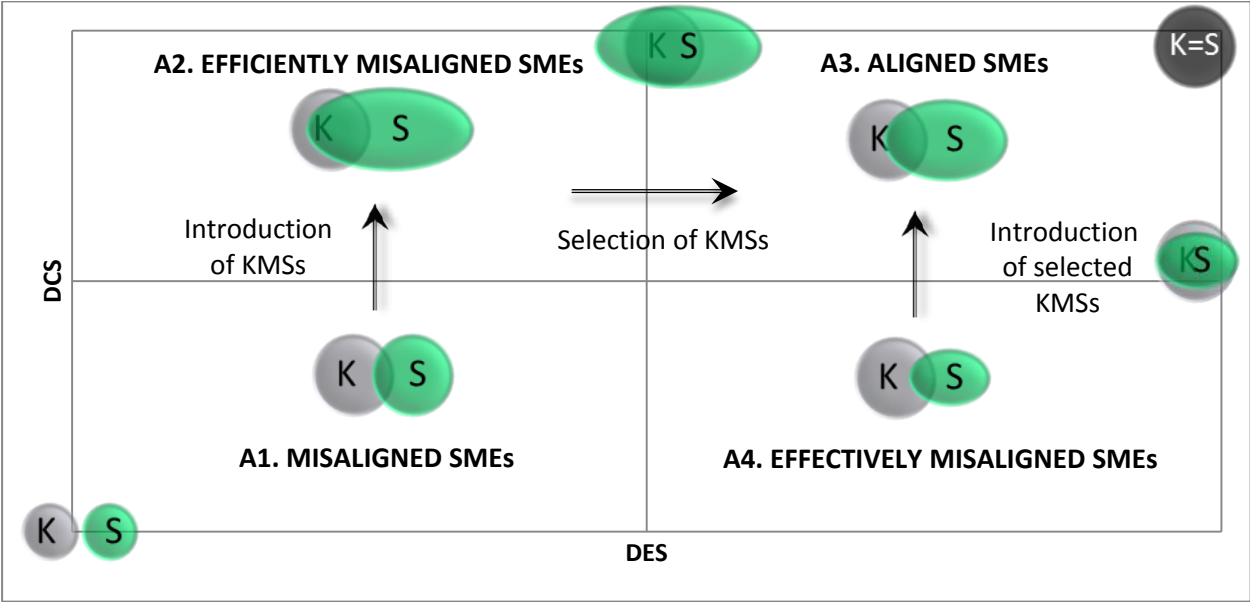 K S
K=S
A2. EFFICIENTLY MISALIGNED SMEs
A3. ALIGNED SMEs
K S
K S
Introduction
of KMSs
Selection of KMSs
Introduction
of selected
KMSs
KS
DCS
K S
K S
A1. MISALIGNED SMEs
A4. EFFECTIVELY MISALIGNED SMEs
K S
DES